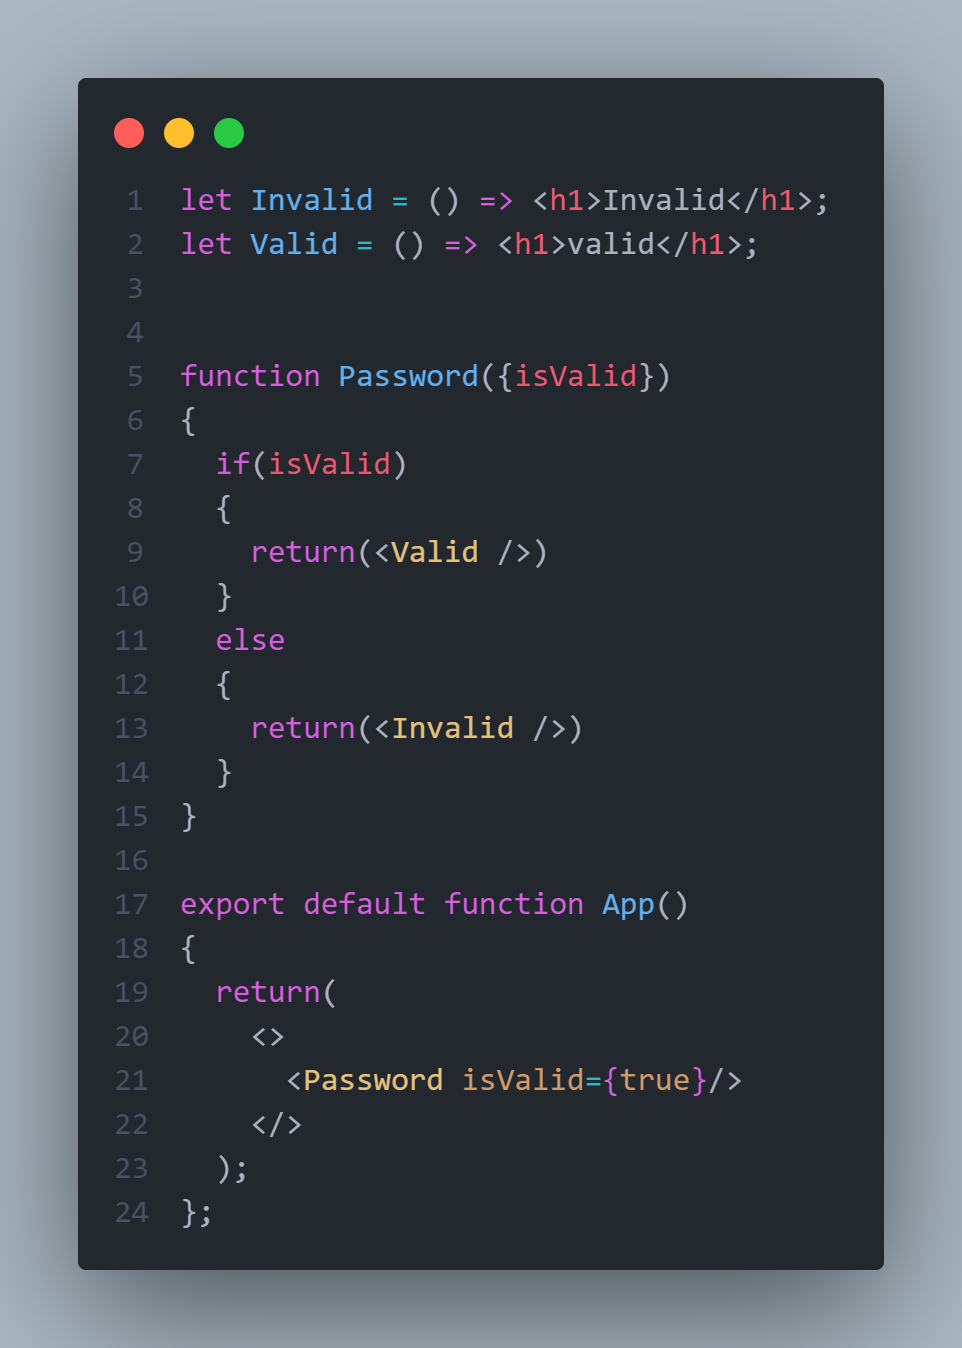 1 let Invalid = () => <h1>Invalid</h1>;
2 let Valid = () => <h1>valid</h1>;
3
4
5 function Password({isValid})
6 {
7   if(isValid)
8   {
9     return(<Valid />)
10   }
11   else
12   {
13     return(<Invalid />)
14   }
15 }
16
17 export default function App()
18 {
19   return(
20     <>
21       <Password isValid={true}/>
22     </>
23   );
24 };